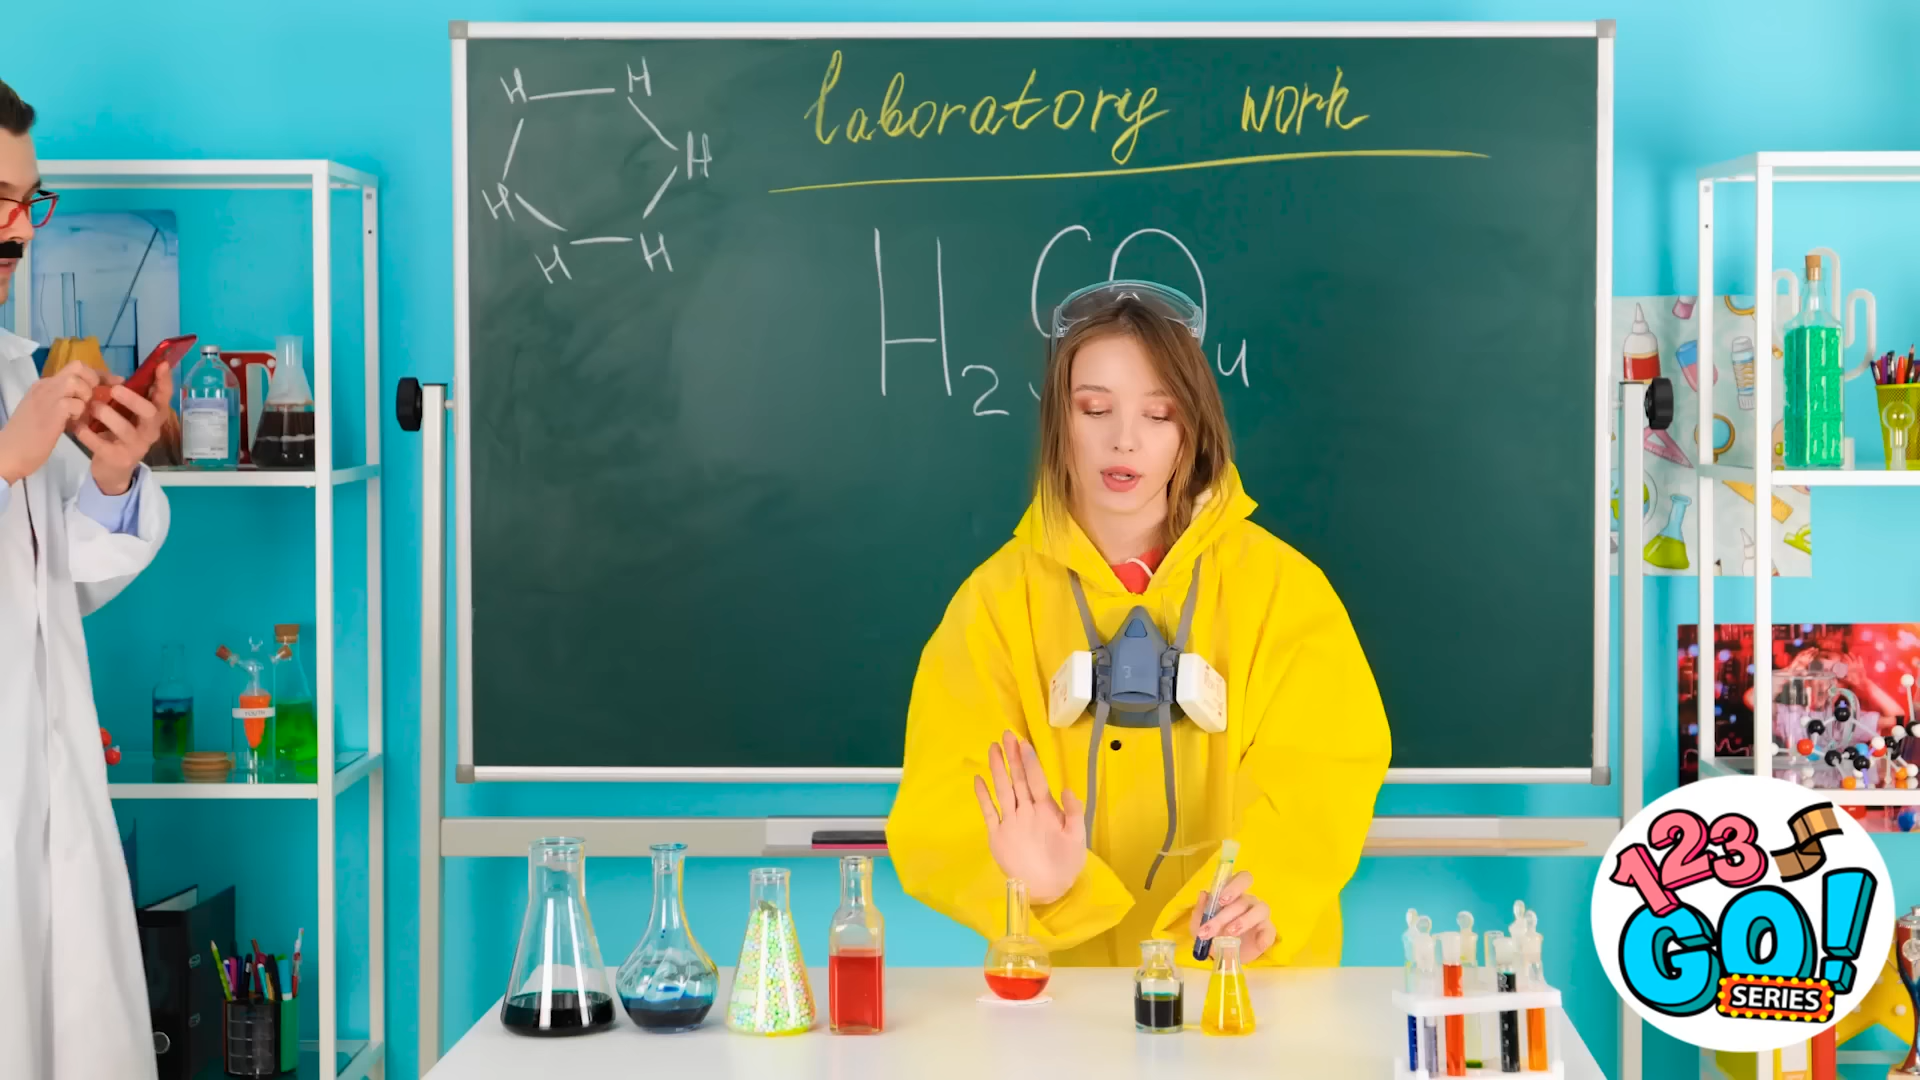 laboratory work
H H
H
H
H H
H₂ O u
123
GO!
SERIES